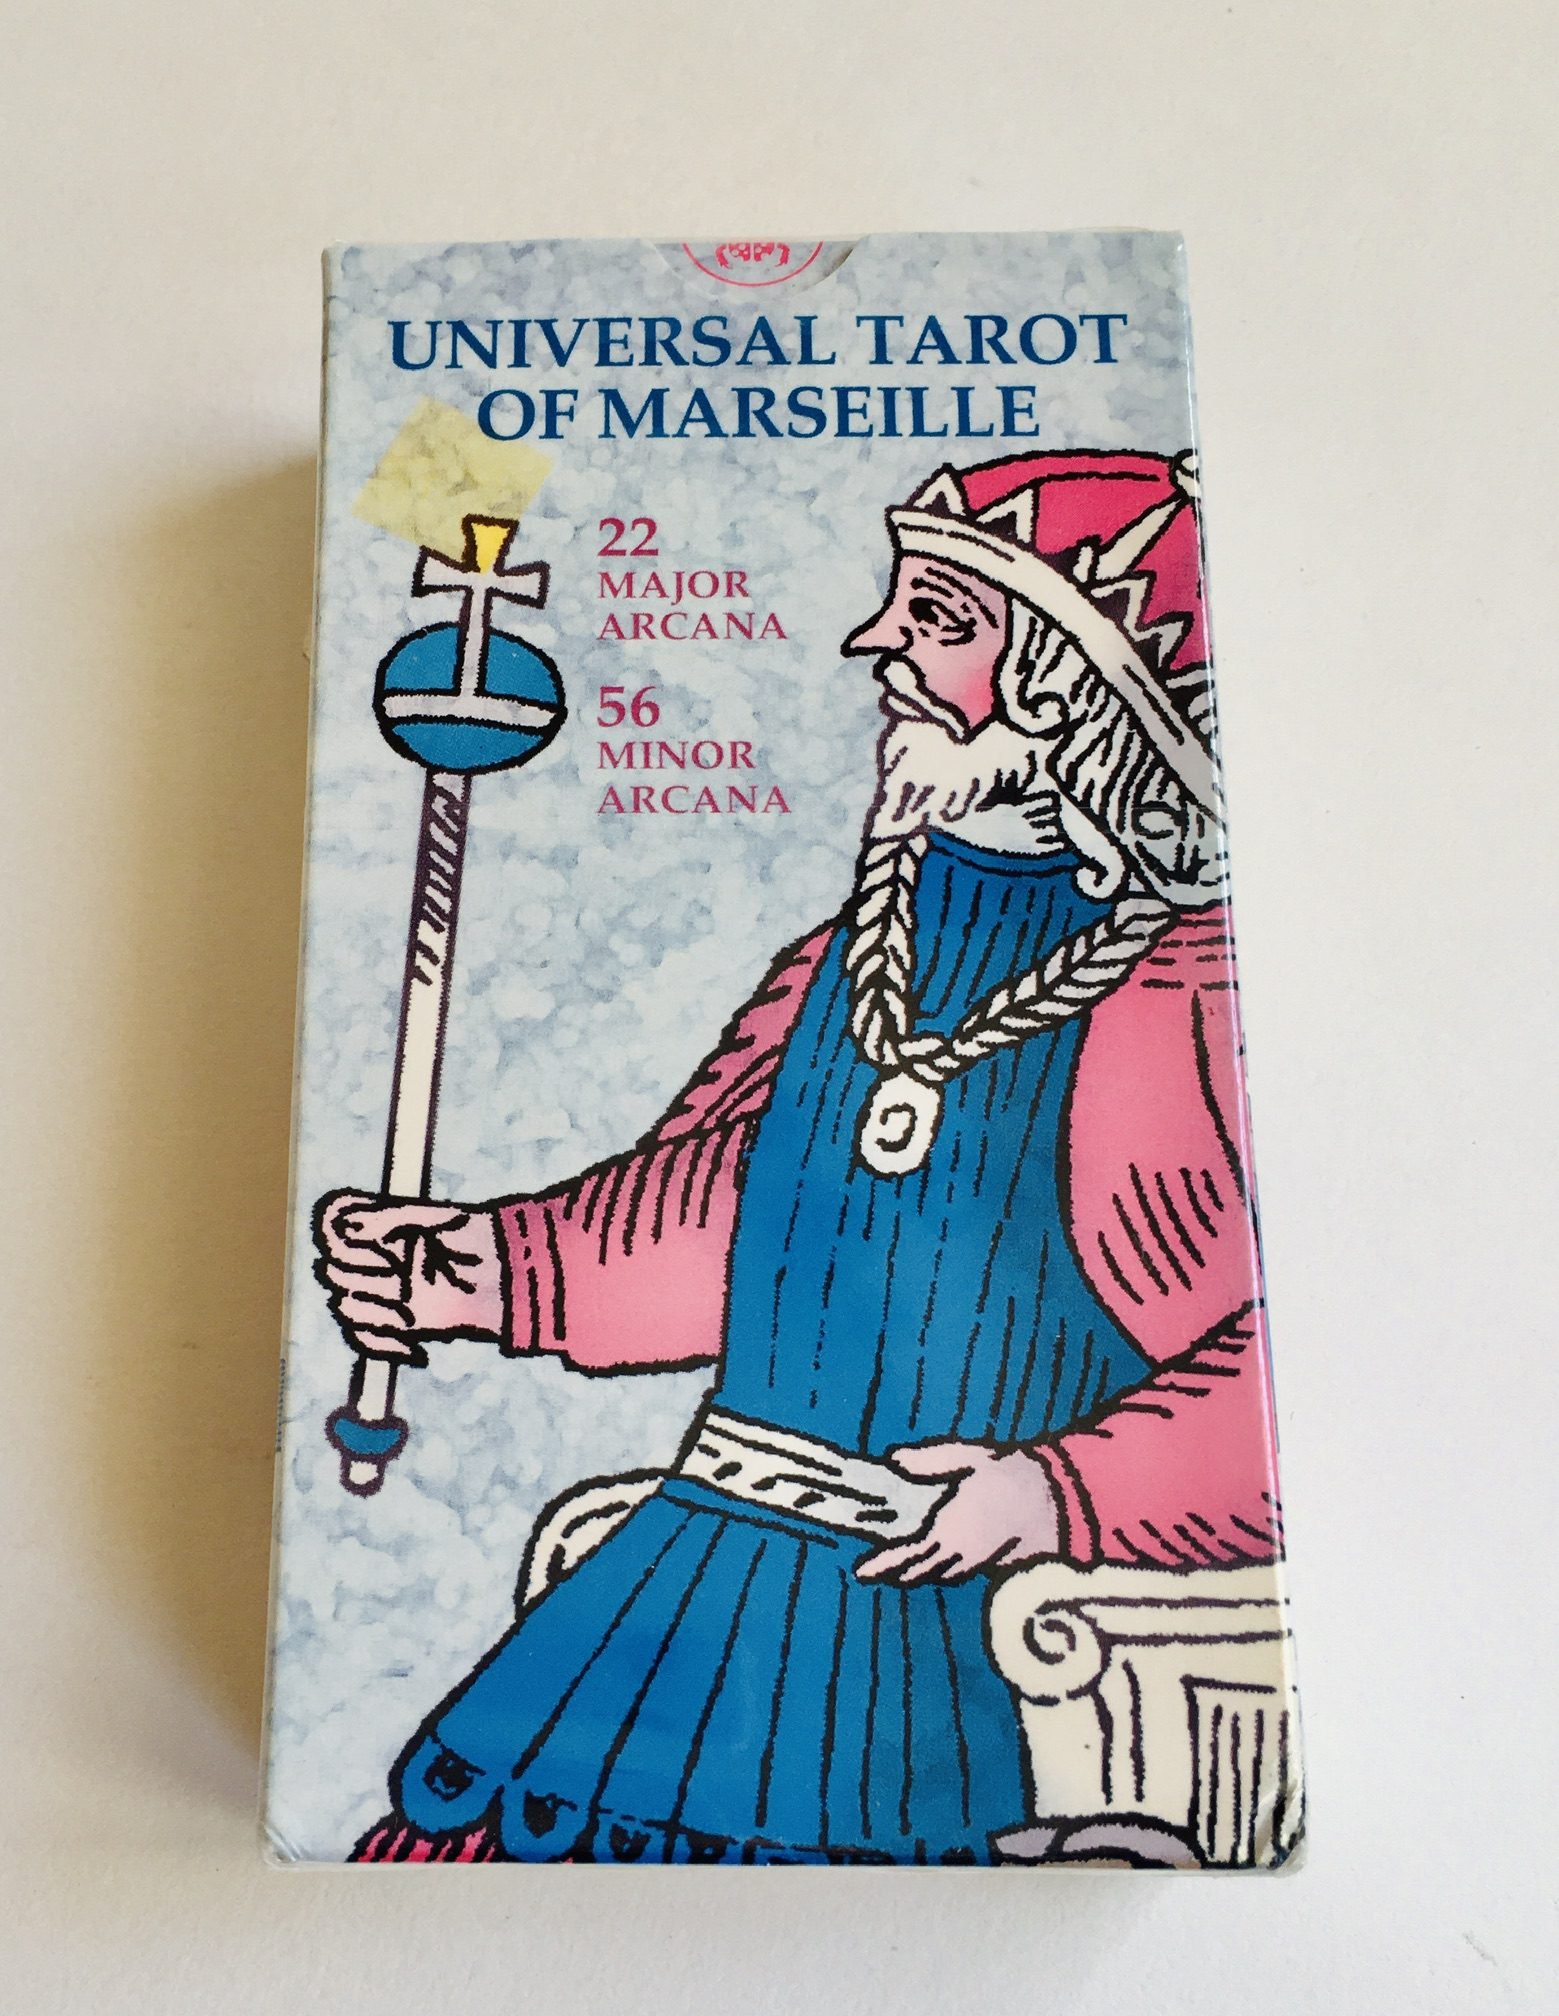 UNIVERSAL TAROT
OF MARSEILLE
22
MAJOR
ARCANA
56
MINOR
ARCANA